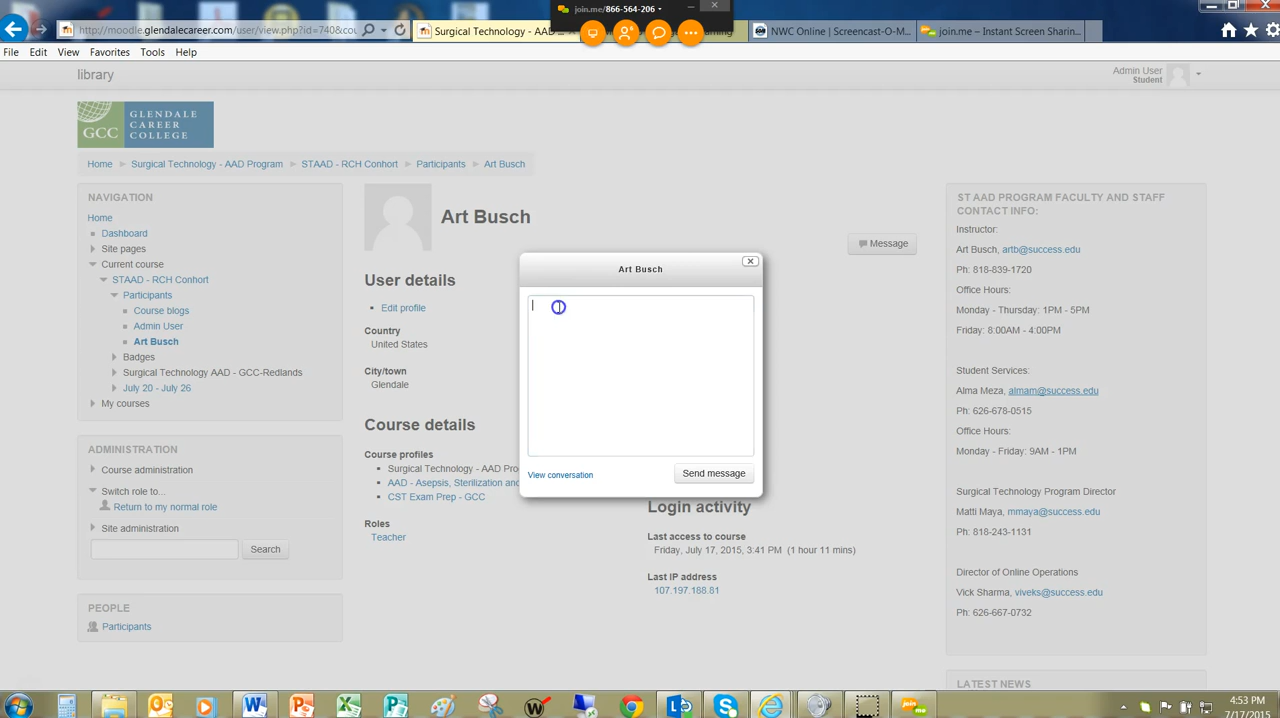 join.me/866-564-206
http://moodle.glendalecareer.com/user/view.php?id=740&cou
Surgical Technology - AAD ...
NWC Online | Screencast-O-M...
join.me – Instant Screen Sharin...
File Edit View Favorites Tools Help
library
Admin User
Student
GCC
GLENDALE
CAREER
COLLEGE
Home Surgical Technology - AAD Program STAAD - RCH Conhort Participants Art Busch
NAVIGATION
Home
Dashboard
Site pages
Current course
STAAD - RCH Conhort
Participants
Course blogs
Admin User
Art Busch
Badges
Surgical Technology AAD - GCC-Redlands
July 20 - July 26
My courses
ADMINISTRATION
Course administration
Switch role to...
Return to my normal role
Site administration
Search
PEOPLE
Participants
Art Busch
Message
User details
Edit profile
Country
United States
City/town
Glendale
Course details
Course profiles
Surgical Technology - AAD Pro
AAD - Asepsis, Sterilization and
CST Exam Prep - GCC
Roles
Teacher
Art Busch
View conversation
Send message
Login activity
Last access to course
Friday, July 17, 2015, 3:41 PM (1 hour 11 mins)
Last IP address
107.197.188.81
ST AAD PROGRAM FACULTY AND STAFF
CONTACT INFO:
Instructor:
Art Busch, artb@success.edu
Ph: 818-839-1720
Office Hours:
Monday - Thursday: 1PM - 5PM
Friday: 8:00AM - 4:00PM
Student Services:
Alma Meza, almam@success.edu
Ph: 626-678-0515
Office Hours:
Monday - Friday: 9AM - 1PM
Surgical Technology Program Director
Matti Maya, mmaya@success.edu
Ph: 818-243-1131
Director of Online Operations
Vick Sharma, viveks@success.edu
Ph: 626-667-0732
LATEST NEWS
4:53 PM
7/17/2015